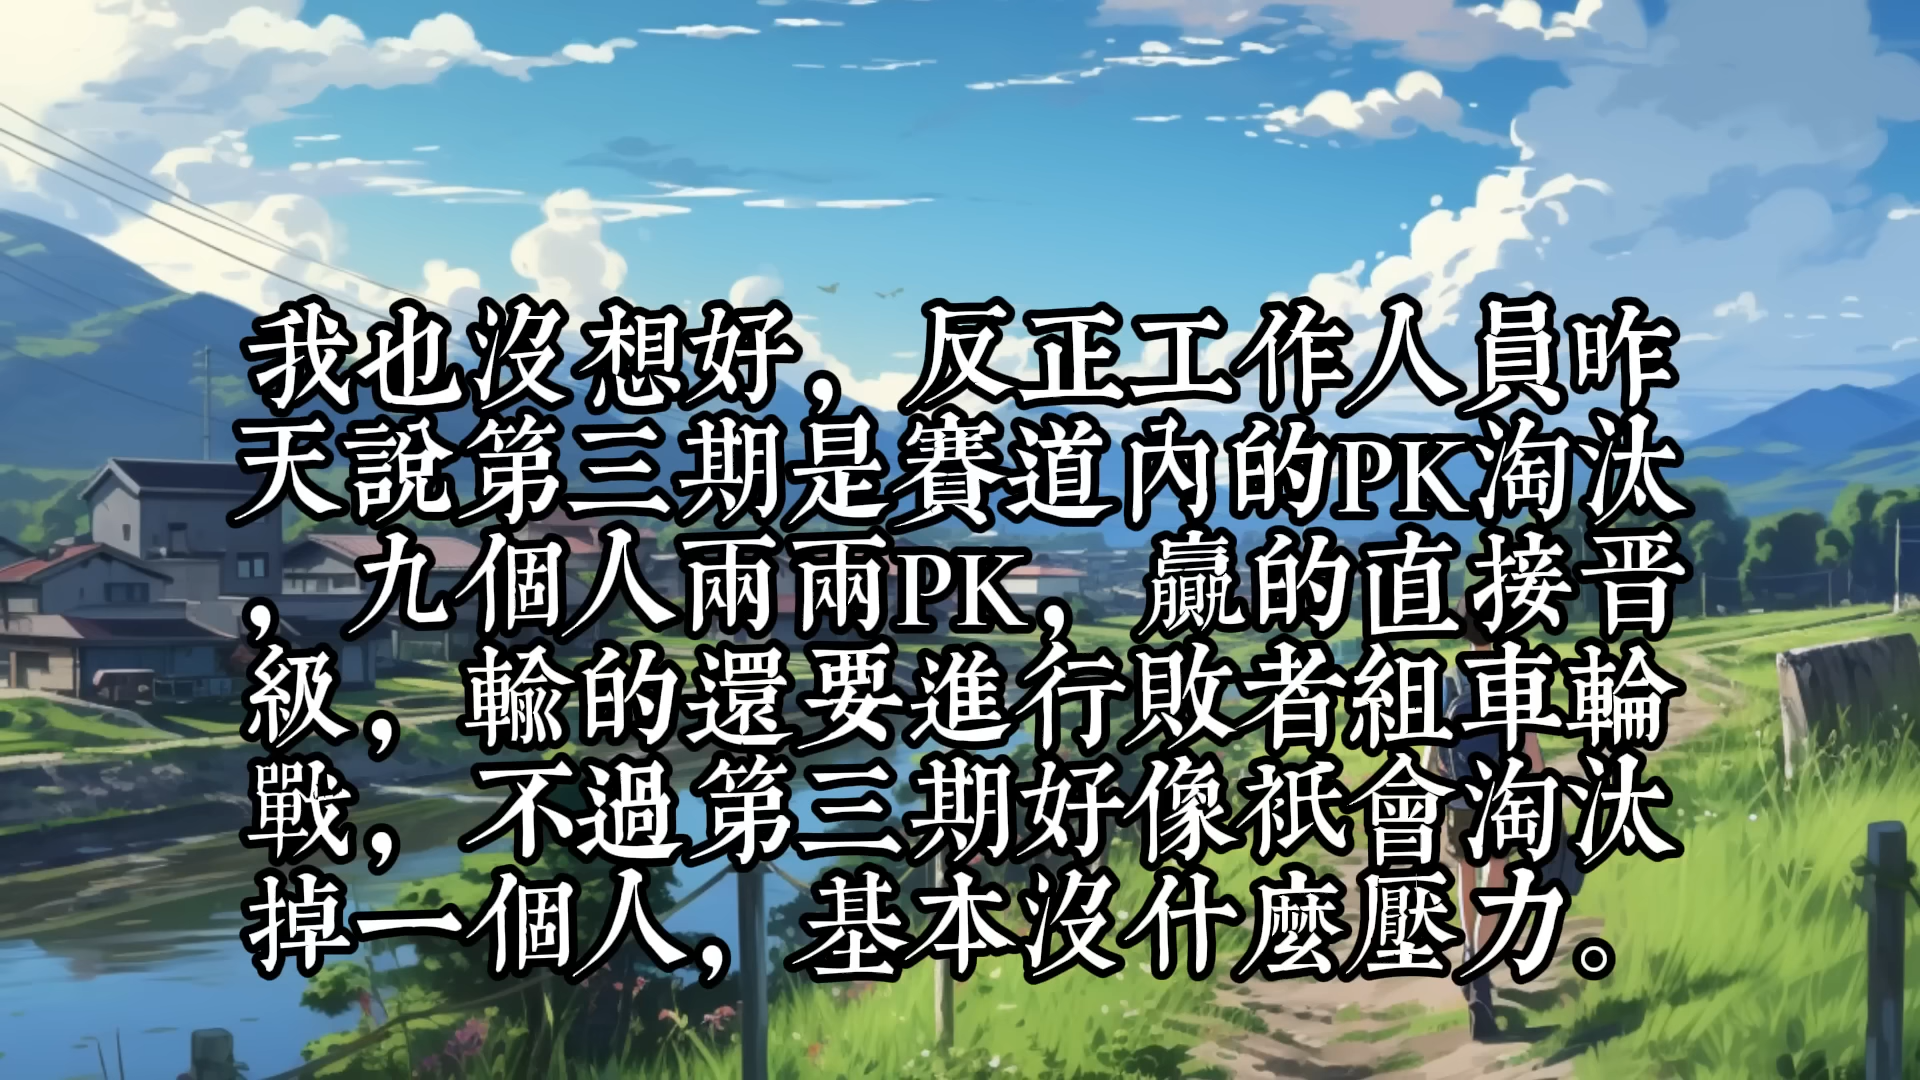 我也沒想好，反正工作人員昨
天說第三期是賽道內的PK淘汰
，九個人兩兩PK，贏的直接晋
級，輸的還要進行敗者組車輪
戰，不過第三期好像祇會淘汰
掉一個人，基本沒什麼壓力。